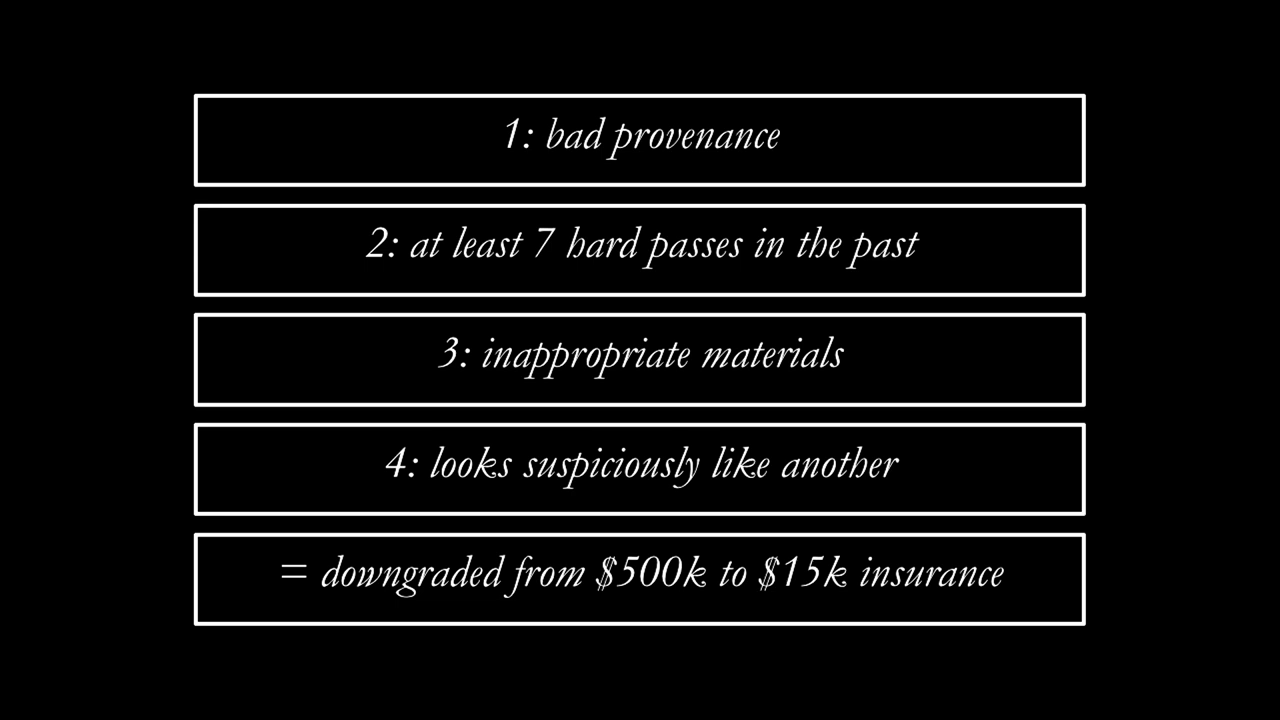 1: bad provenance
2: at least 7 hard passes in the past
3: inappropriate materials
4: looks suspiciously like another
= downgraded from $500k to $15k insurance